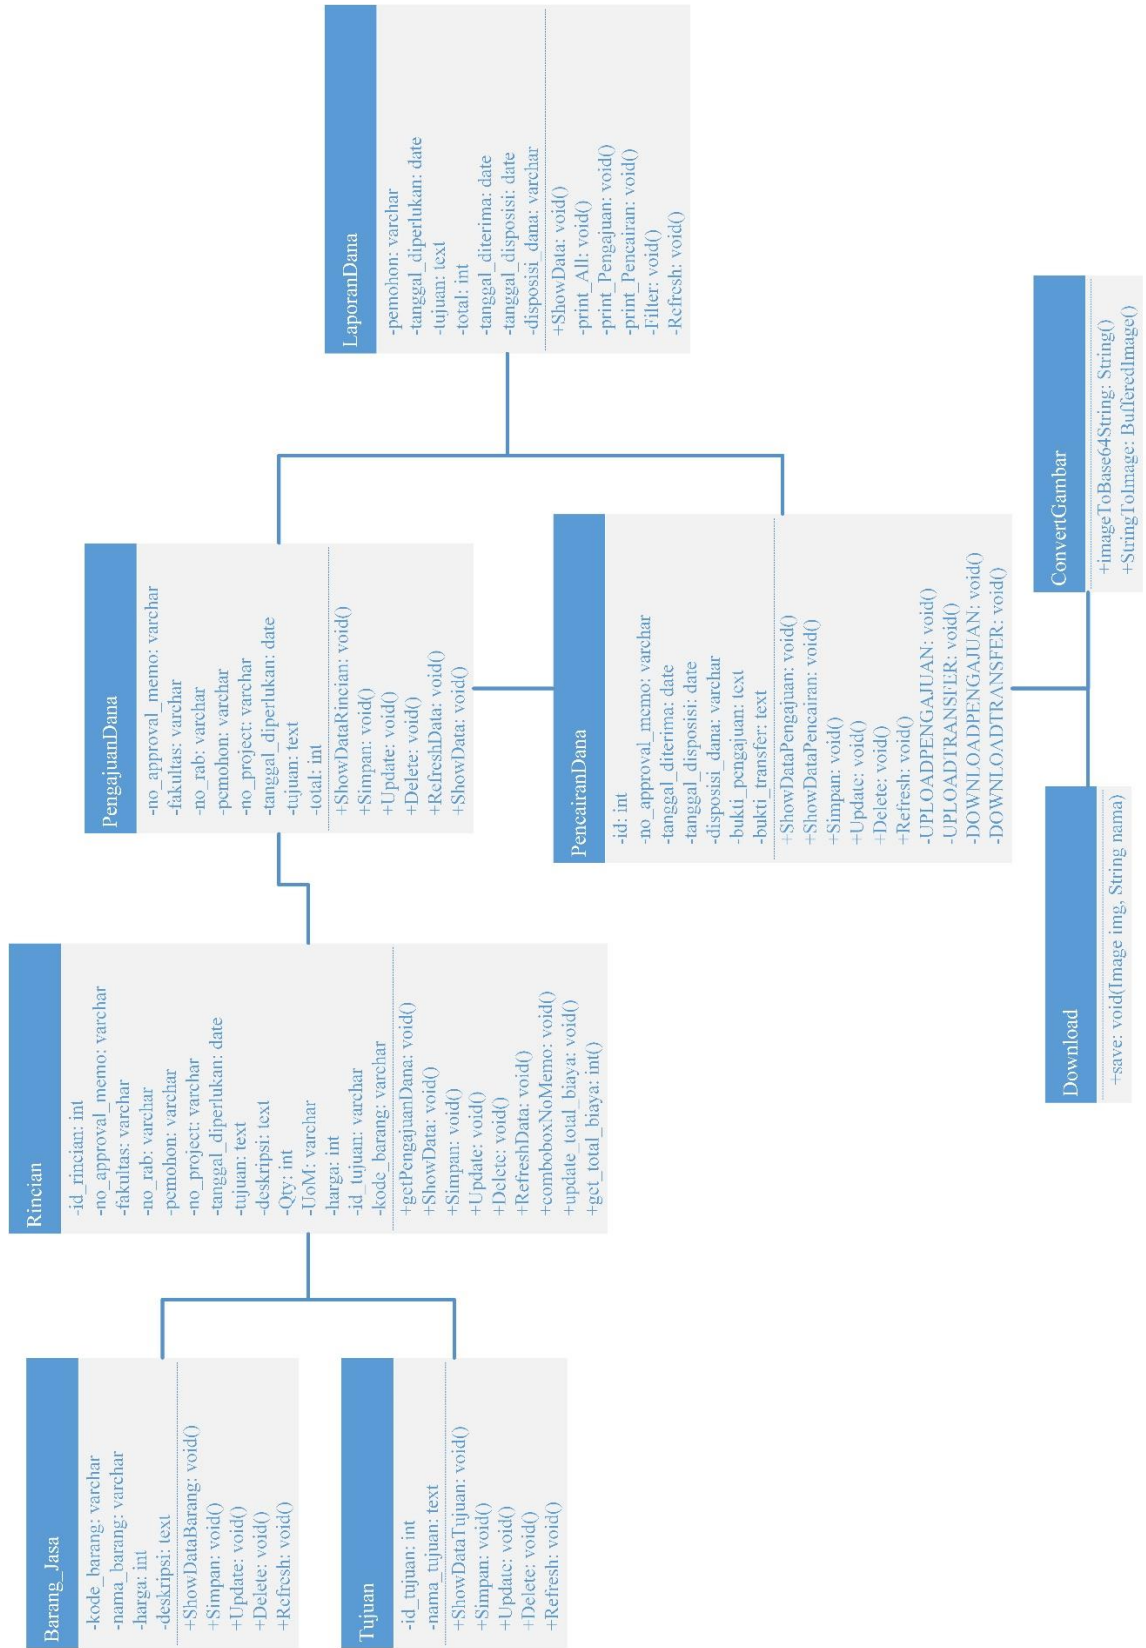 Barang_Jasa
-kode_barang: varchar
-nama_barang: varchar
-harga: int
-deskripsi: text
+ShowDataBarang: void()
+Simpan: void()
+Update: void()
+Delete: void()
+Refresh: void()
Tujuan
-id_tujuan: int
-nama_tujuan: text
+ShowDataTujuan: void()
+Simpan: void()
+Update: void()
+Delete: void()
+Refresh: void()
Rincian
-id_rincian: int
-no_approval_memo: varchar
-fakultas: varchar
-no_rab: varchar
-pemohon: varchar
-no_project: varchar
-tanggal_diperlukan: date
-tujuan: text
-deskripsi: text
-Qty: int
-UoM: varchar
-harga: int
-id_tujuan: varchar
-kode_barang: varchar
+getPengajuanDana: void()
+ShowData: void()
+Simpan: void()
+Update: void()
+Delete: void()
+RefreshData: void()
+comboboxNoMemo: void()
+update_total_biaya: void()
+get_total_biaya: int()
PengajuanDana
-no_approval_memo: varchar
-fakultas: varchar
-no_rab: varchar
-pemohon: varchar
-no_project: varchar
-tanggal_diperlukan: date
-tujuan: text
-total: int
+ShowDataRincian: void()
+Simpan: void()
+Update: void()
+Delete: void()
+RefreshData: void()
+ShowData: void()
PencairanDana
-id: int
-no_approval_memo: varchar
-tanggal_diterima: date
-tanggal_disposisi: date
-disposisi_dana: varchar
-bukti_pengajuan: text
-bukti_transfer: text
+ShowDataPengajuan: void()
+ShowDataPencairan: void()
+Simpan: void()
+Update: void()
+Delete: void()
+Refresh: void()
-UPLOADPENGAJUAN: void()
-UPLOADTRANSFER: void()
-DOWNLOADPENGAJUAN: void()
-DOWNLOADTRANSFER: void()
LaporanDana
-pemohon: varchar
-tanggal_diperlukan: date
-tujuan: text
-total: int
-tanggal_diterima: date
-tanggal_disposisi: date
-disposisi_dana: varchar
+ShowData: void()
-print_All: void()
-print_Pengajuan: void()
-print_Pencairan: void()
-Filter: void()
-Refresh: void()
Download
+save: void(Image img, String nama)
ConvertGambar
+imageToBase64String: String()
+StringToImage: BufferedImage()